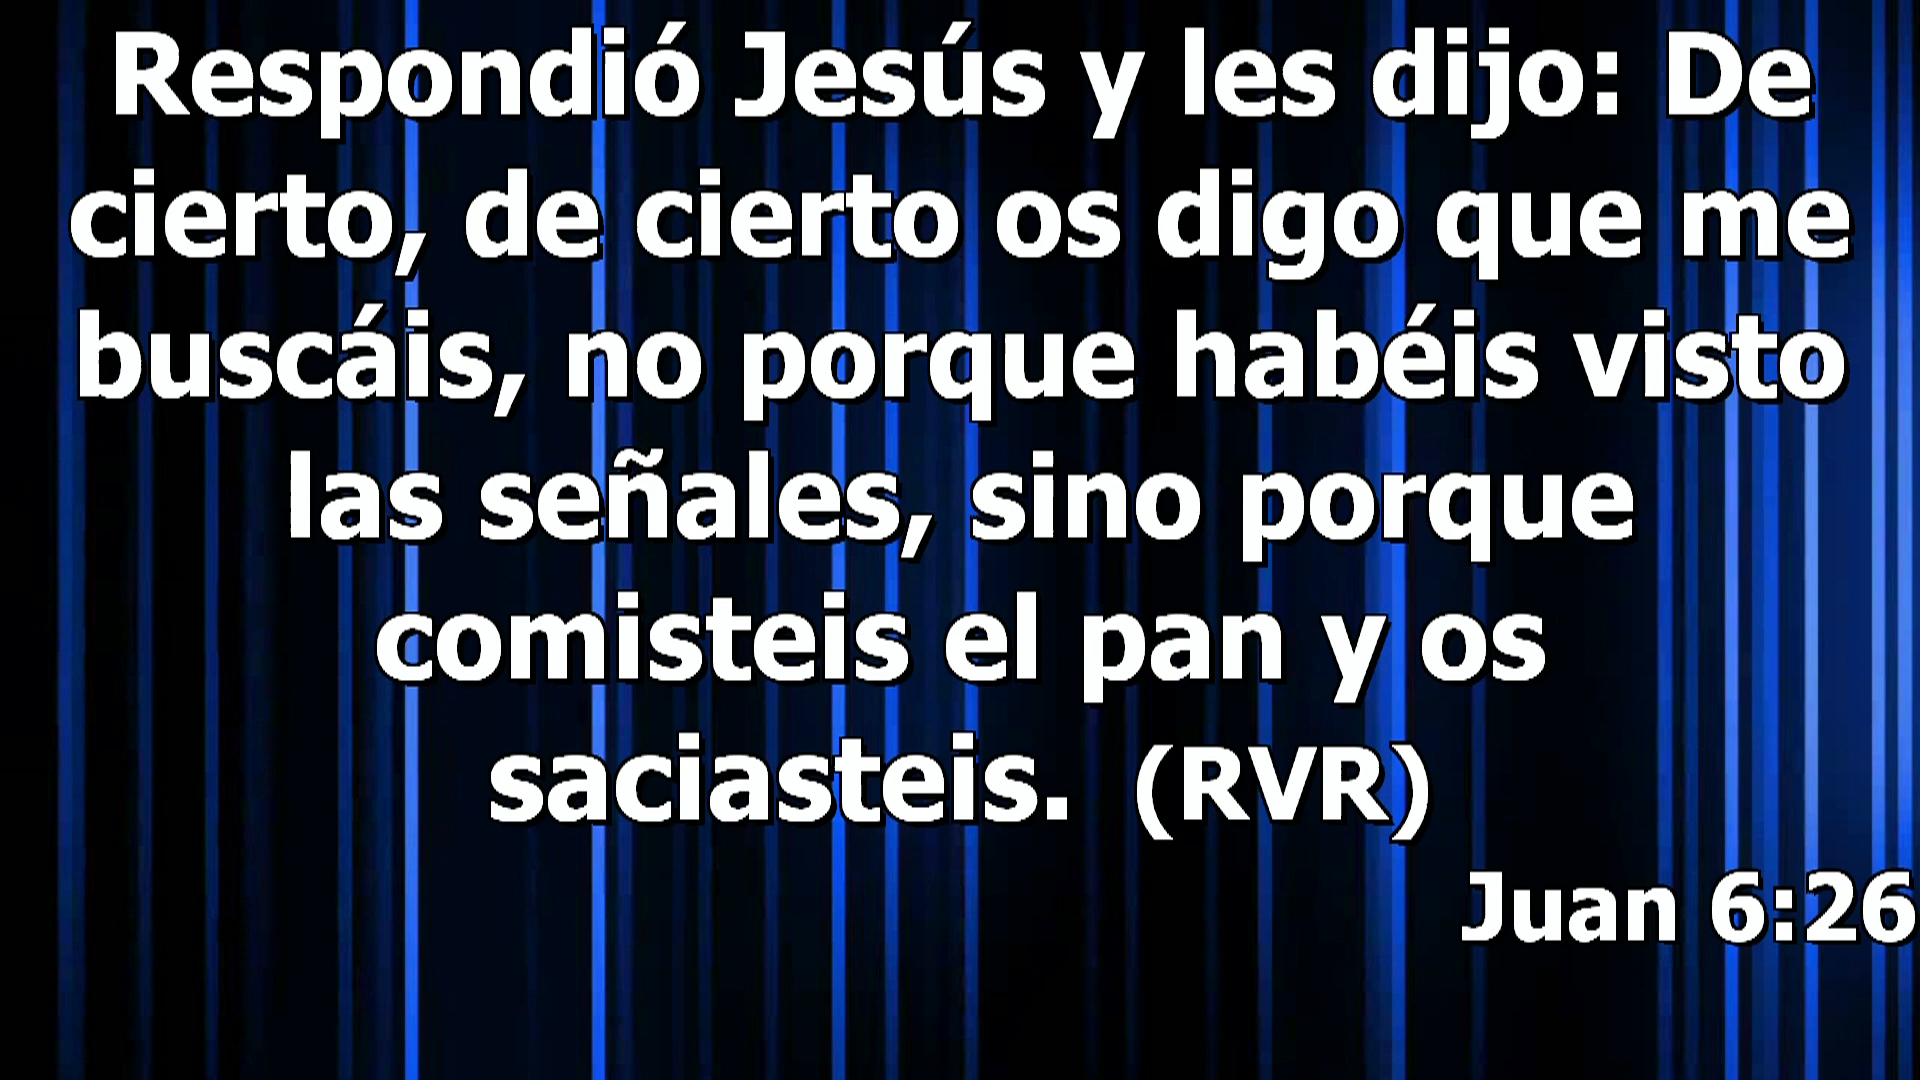 Respondió Jesús y les dijo: De
cierto, de cierto os digo que me
buscáis, no porque habéis visto
las señales, sino porque
comisteis el pan y os
saciasteis.  (RVR)
Juan 6:26